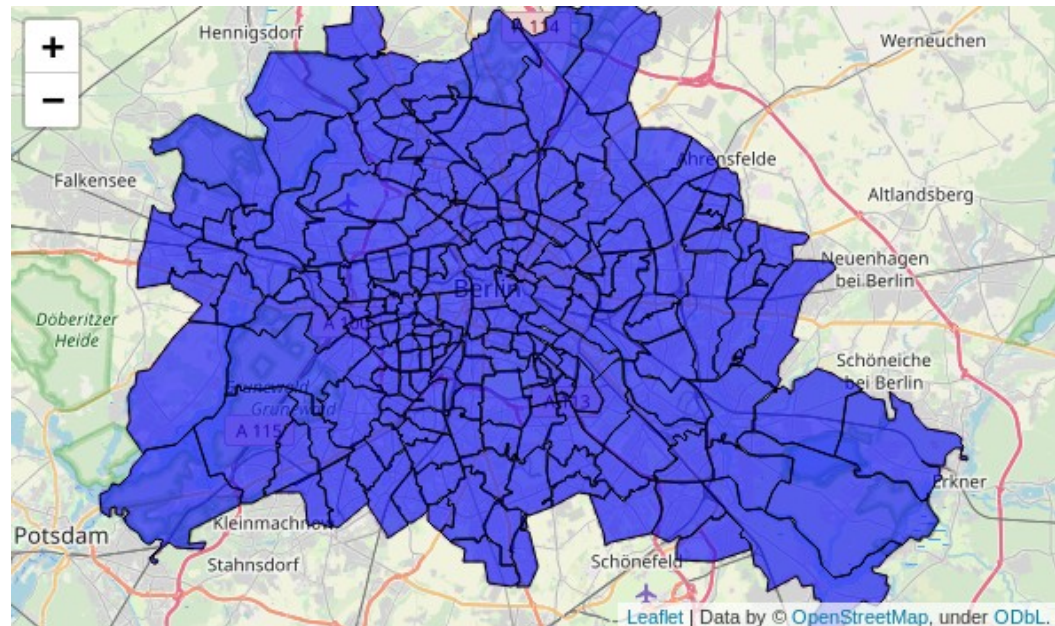 +
−
Hennigsdorf
A 114
Werneuchen
Ahrensfelde
Falkensee
Altlandsberg
Neuenhagen
bei Berlin
Berlin
Döberitzer
Heide
A 100
Schöneiche
bei Berlin
Grunewald
Grunewald
A 113
A 115
Erkner
Kleinmachnow
Potsdam
Stahnsdorf
Schönefeld
Leaflet | Data by © OpenStreetMap, under ODbL.